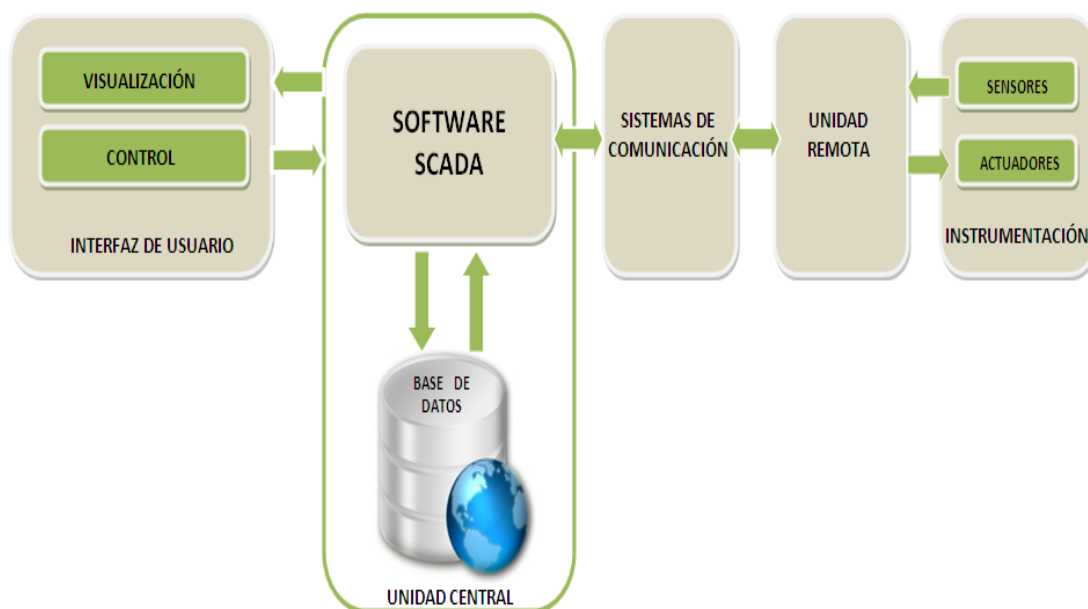 VISUALIZACIÓN
CONTROL
INTERFAZ DE USUARIO
SOFTWARE
SCADA
BASE DE
DATOS
UNIDAD CENTRAL
SISTEMAS DE
COMUNICACIÓN
UNIDAD
REMOTA
SENSORES
ACTUADORES
INSTRUMENTACIÓN